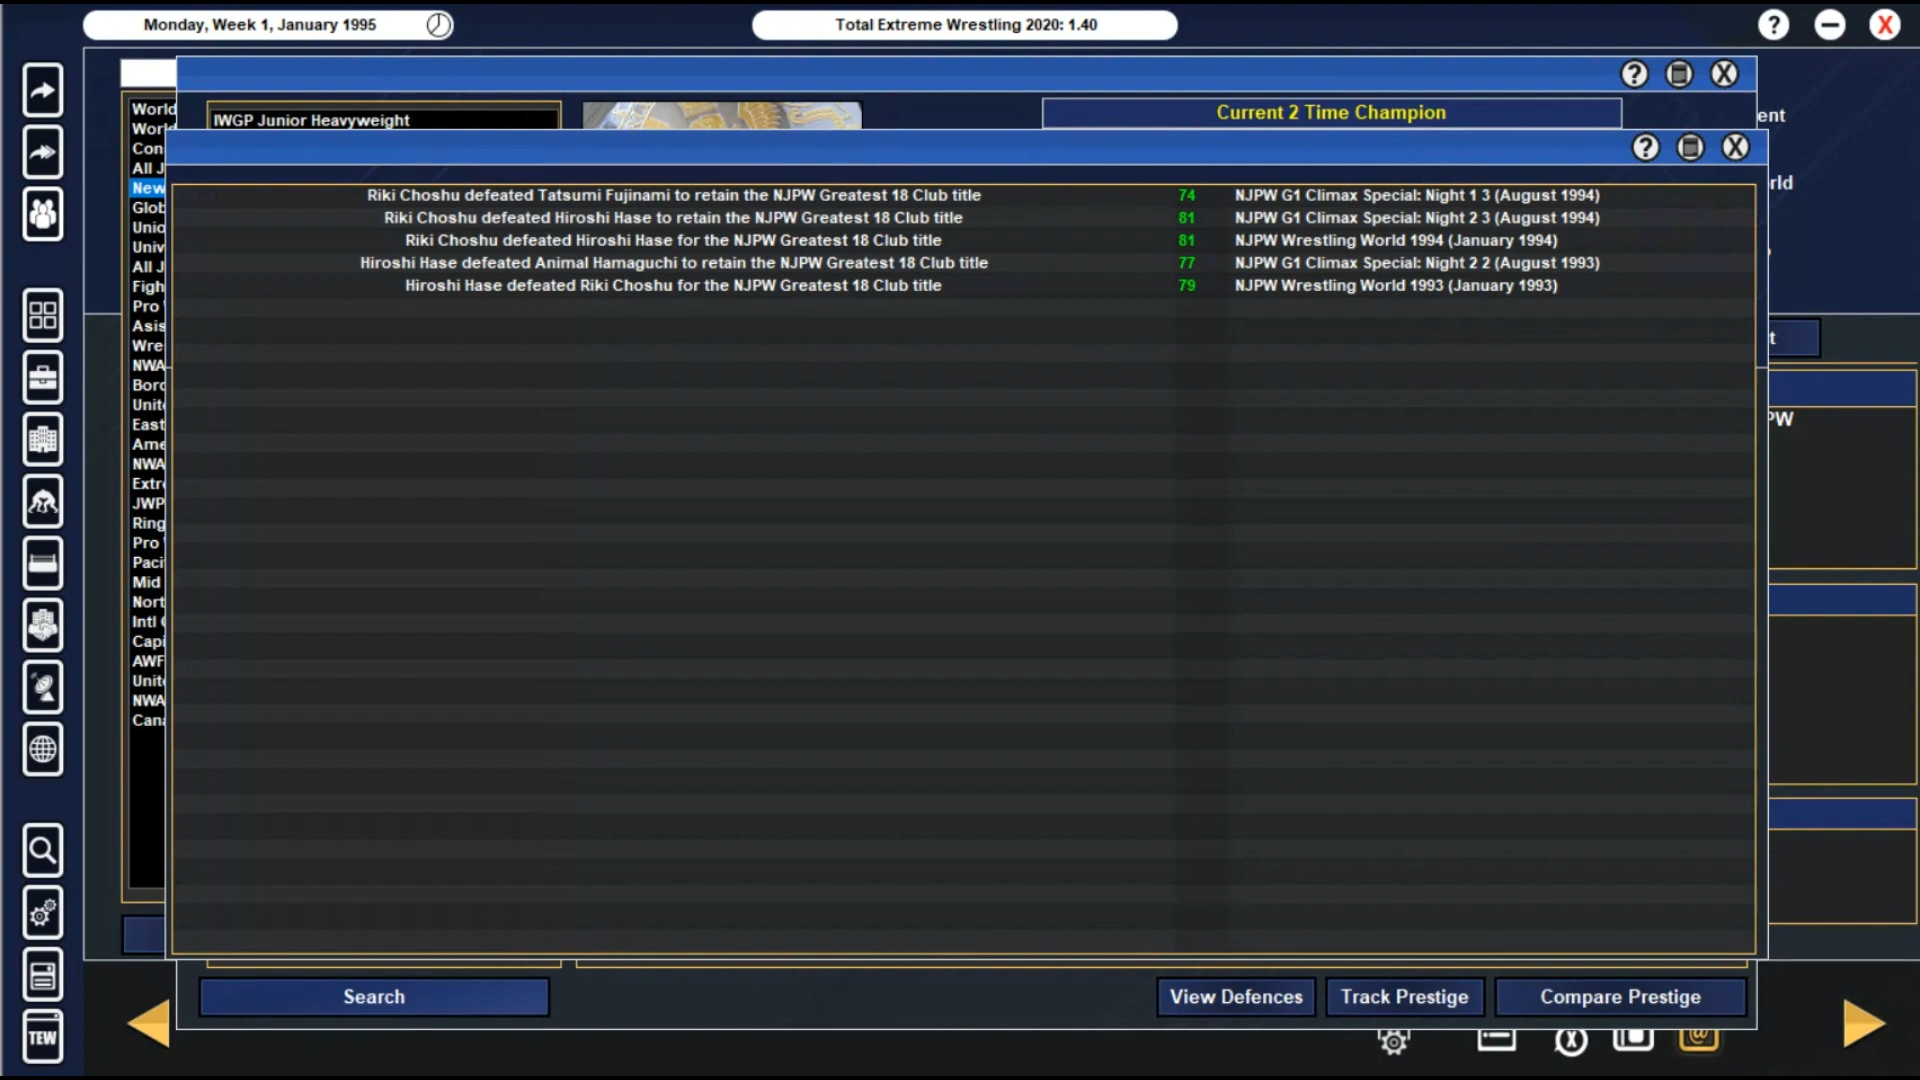 Monday, Week 1, January 1995
Total Extreme Wrestling 2020: 1.40
? X
? X
World
IWGP Junior Heavyweight
Current 2 Time Champion
ent
Worl
Con
? X
All J
rld
New
Riki Choshu defeated Tatsumi Fujinami to retain the NJPW Greatest 18 Club title 74 NJPW G1 Climax Special: Night 1 3 (August 1994)
Glob
Riki Choshu defeated Hiroshi Hase to retain the NJPW Greatest 18 Club title 81 NJPW G1 Climax Special: Night 2 3 (August 1994)
Unio
Riki Choshu defeated Hiroshi Hase for the NJPW Greatest 18 Club title 81 NJPW Wrestling World 1994 (January 1994)
Univ
Hiroshi Hase defeated Animal Hamaguchi to retain the NJPW Greatest 18 Club title 77 NJPW G1 Climax Special: Night 2 2 (August 1993)
All J
Hiroshi Hase defeated Riki Choshu for the NJPW Greatest 18 Club title 79 NJPW Wrestling World 1993 (January 1993)
Figh
Pro
Asis
Wre
t
NWA
Bord
Unite
PW
East
Ame
NWA
Extre
JWP
Ring
Pro
Paci
Mid
Nort
Intl
Capi
AWF
Unite
NWA
Cana
Search
View Defences
Track Prestige
Compare Prestige
TEW
X
@